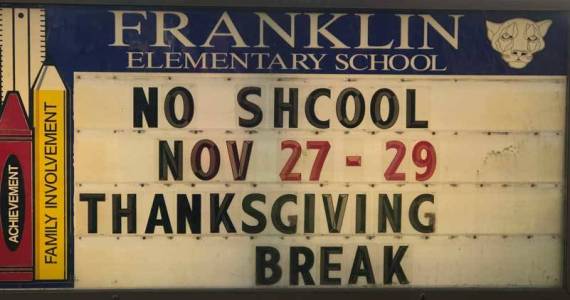 FRANKLIN
ELEMENTARY SCHOOL
NO SHCOOL
NOV 27 - 29
THANKSGIVING
BREAK
ACHIEVEMENT
FAMILY INVOLVEMENT